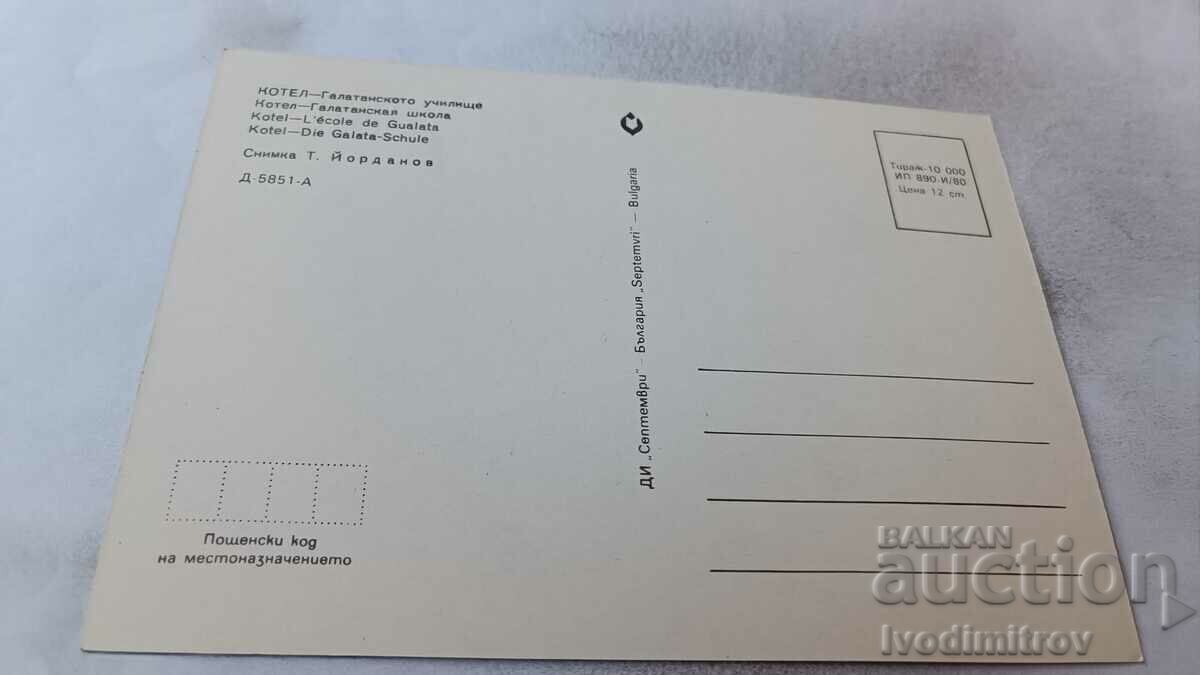 КОТЕЛ—Галатанското училище
Котел—Галатанская школа
Kotel—L'école de Gualata
Kotel—Die Galata-Schule
Снимка Т. Йорданов
Д-5851-А
Пощенски код
на местоназначението
ДИ „Септември" — България „Septemvri" — Bulgaria
Тираж-10 000
ИП 890-И/80
Цена 12 ст.
BALKAN
auction
Ivodimitrov